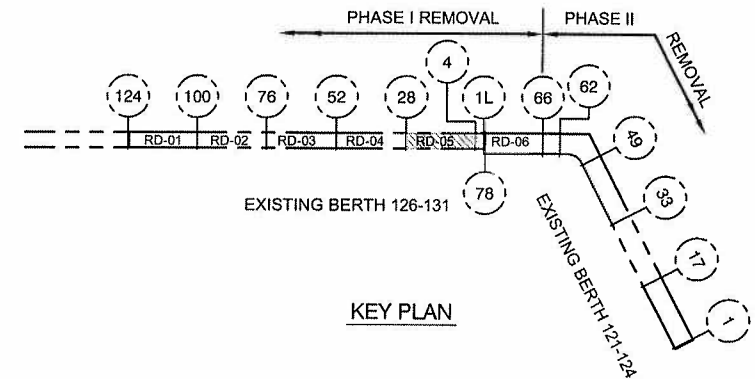 PHASE I REMOVAL
PHASE II
REMOVAL
4
124
100
76
52
28
1L
66
62
RD-01
RD-02
RD-03
RD-04
RD-05
RD-06
49
78
EXISTING BERTH 126-131
33
EXISTING BERTH 121-124
17
KEY PLAN
1